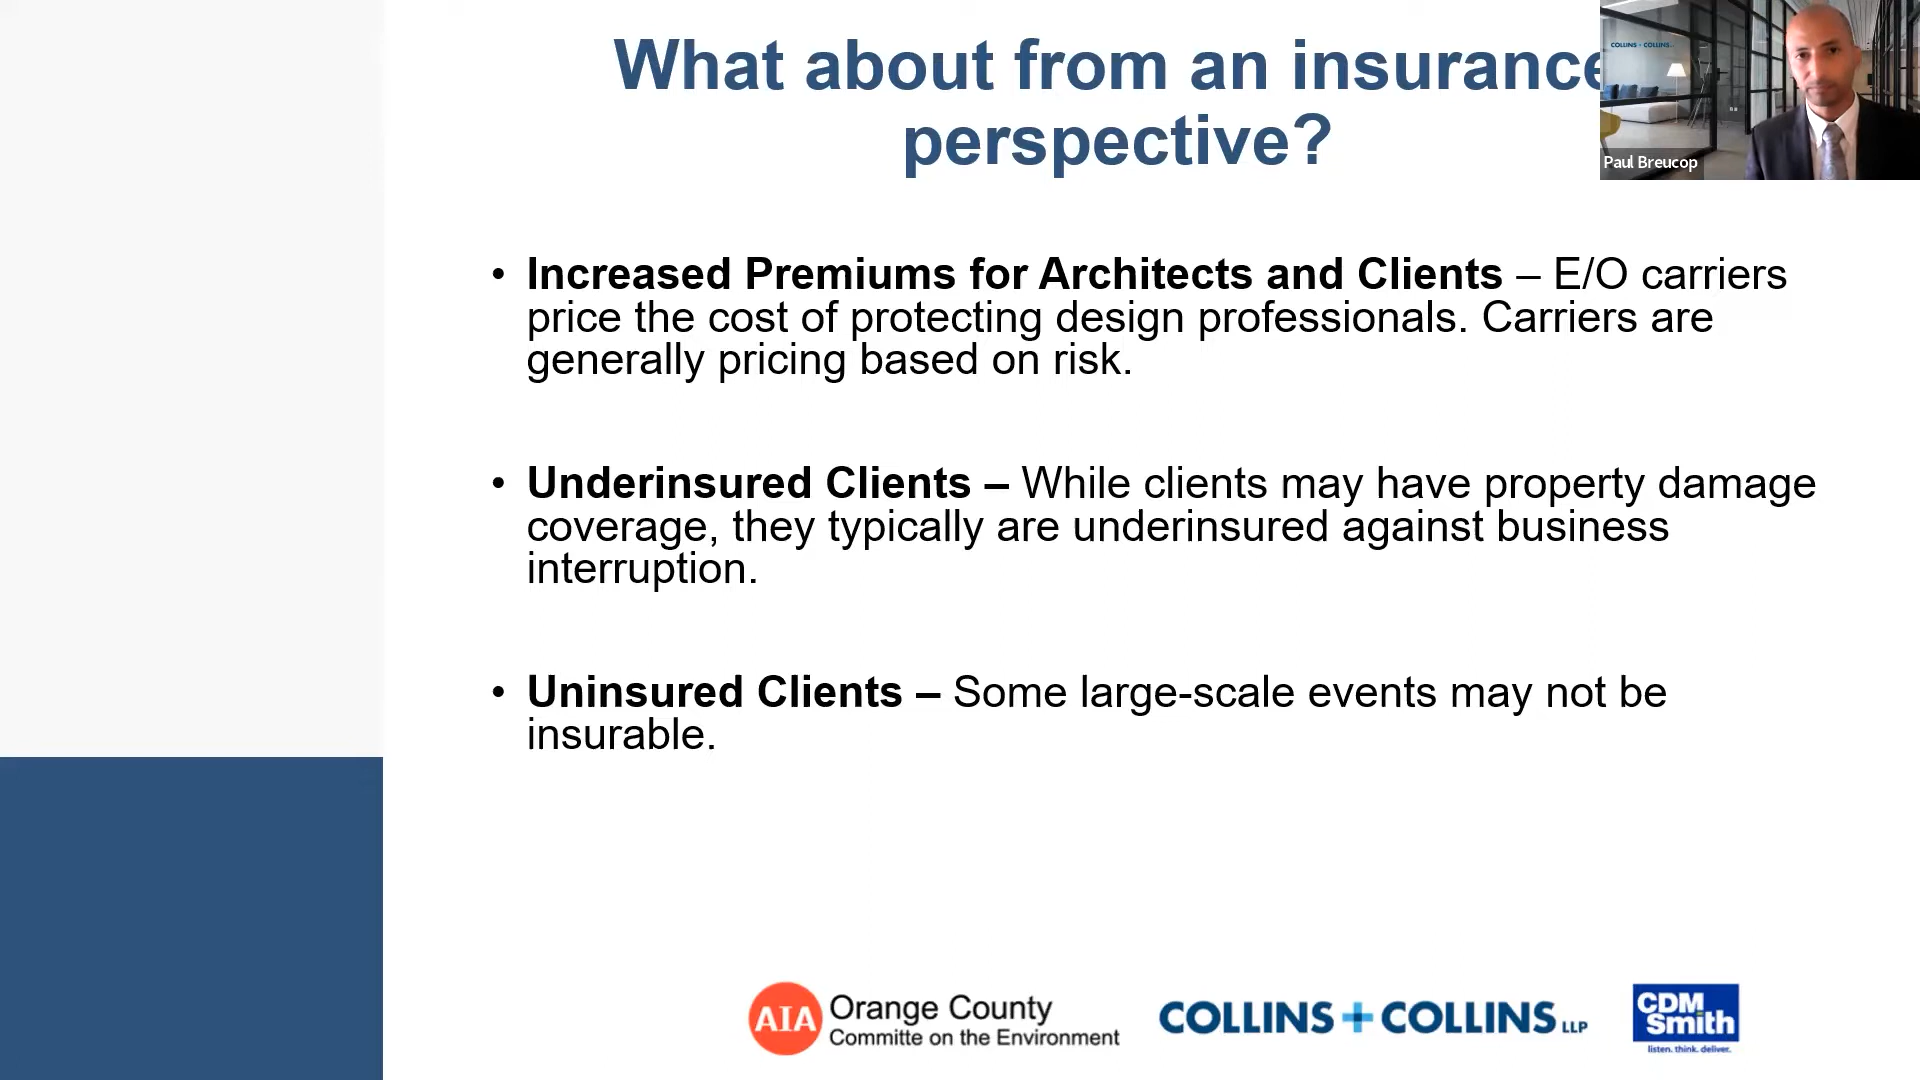 What about from an insurance
perspective?
COLLINS + COLLINS
Paul Breucop
• Increased Premiums for Architects and Clients – E/O carriers
price the cost of protecting design professionals. Carriers are
generally pricing based on risk.
• Underinsured Clients – While clients may have property damage
coverage, they typically are underinsured against business
interruption.
• Uninsured Clients – Some large-scale events may not be
insurable.
AIA Orange County
Committe on the Environment
COLLINS + COLLINS LLP
CDM
Smith
listen. think. deliver.